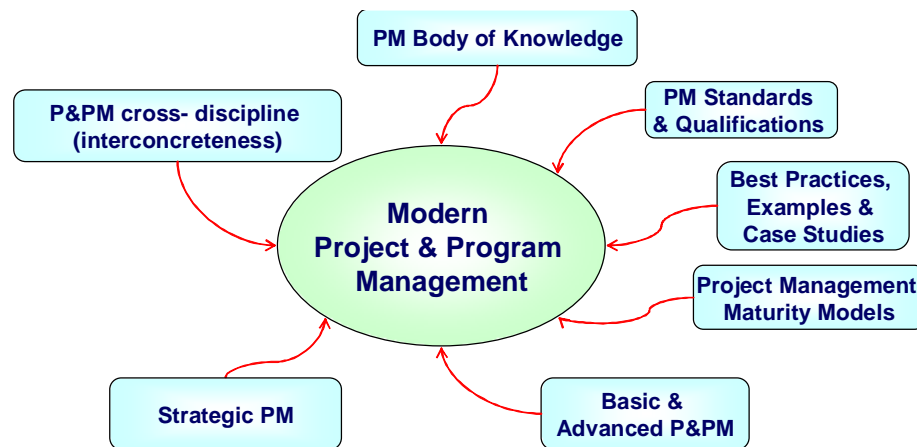 PM Body of Knowledge
P&PM cross- discipline
(interconcreteness)
PM Standards
& Qualifications
Best Practices,
Examples &
Case Studies
Modern
Project & Program
Management
Project Management
Maturity Models
Strategic PM
Basic &
Advanced P&PM